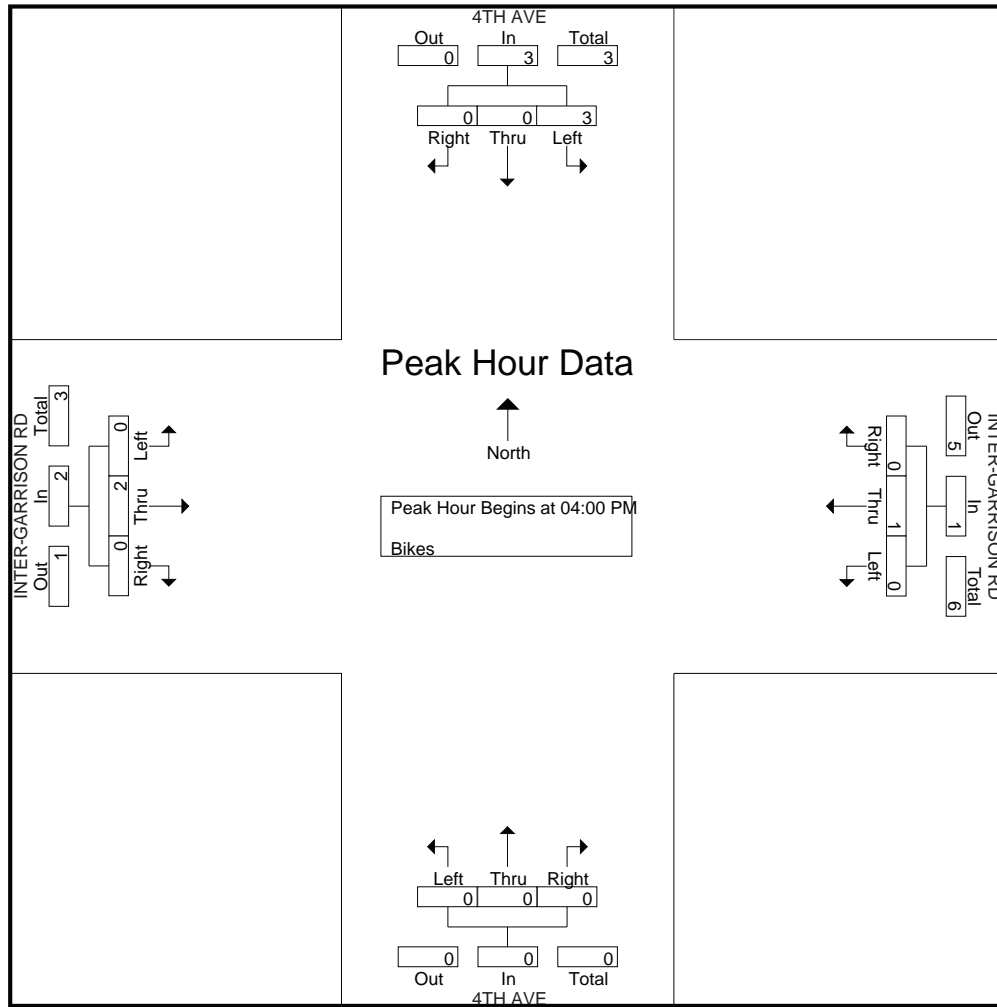 4TH AVE
Out In Total
0 3 3
0 0 3
Right Thru Left
Peak Hour Data
North
Peak Hour Begins at 04:00 PM
Bikes
INTER-GARRISON RD
Out In Total
1 2 3
0 2 0
Right Thru Left
INTER-GARRISON RD
Out In Total
5 1 6
0 1 0
Right Thru Left
Left Thru Right
0 0 0
0 0 0
Out In Total
4TH AVE